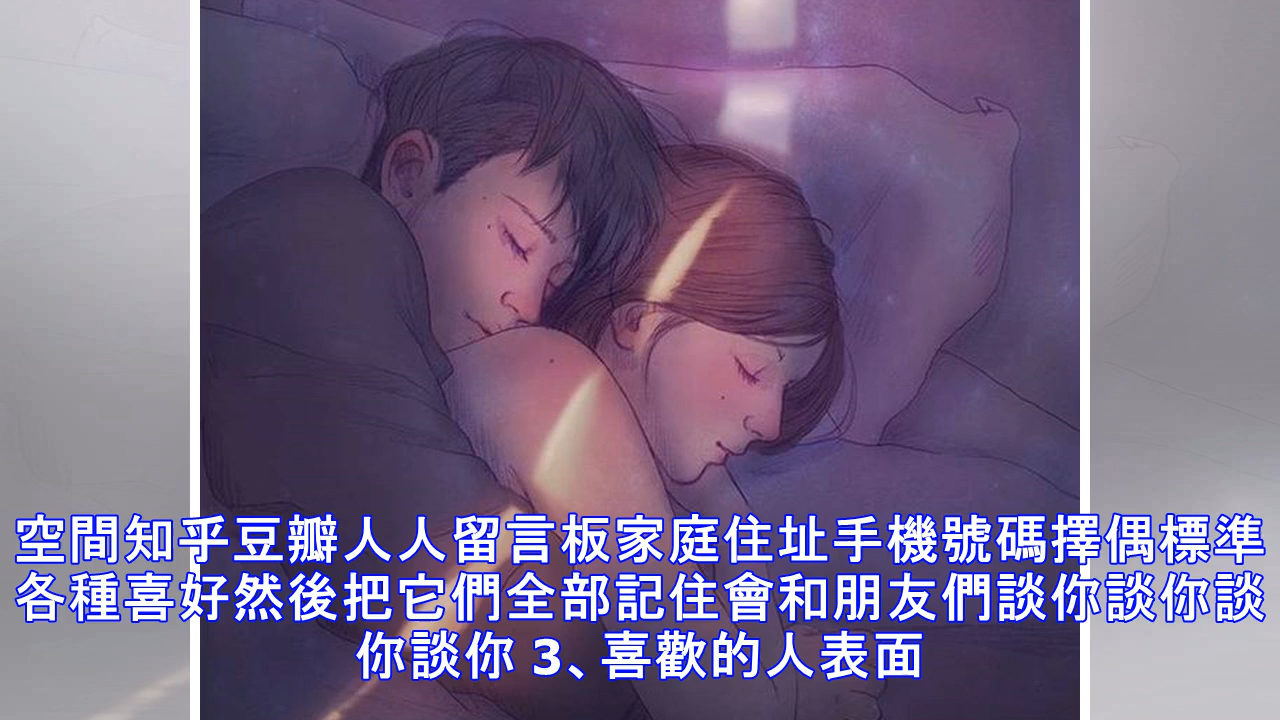 空間知乎豆瓣人人留言板家庭住址手機號碼擇偶標準
各種喜好然後把它們全部記住會和朋友們談你談你談
你談你 3、喜歡的人表面